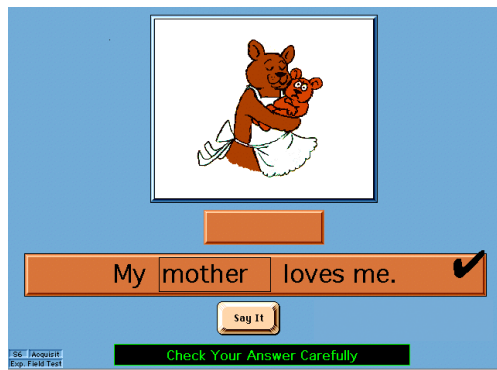 My mother loves me.
Say It
S6 Acquisit
Exp. Field Test
Check Your Answer Carefully